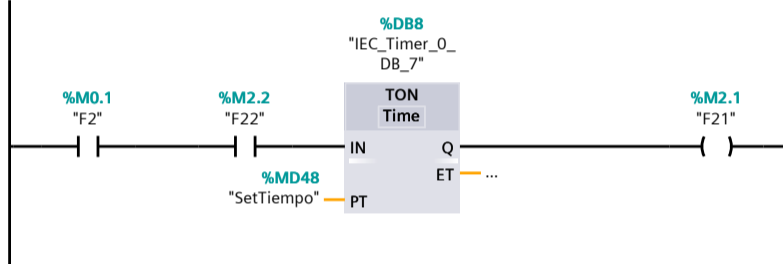 %DB8
"IEC_Timer_0_
DB_7"
%M0.1
"F2"
%M2.2
"F22"
TON
Time
%M2.1
"F21"
IN
Q
ET
...
%MD48
"SetTiempo"
PT